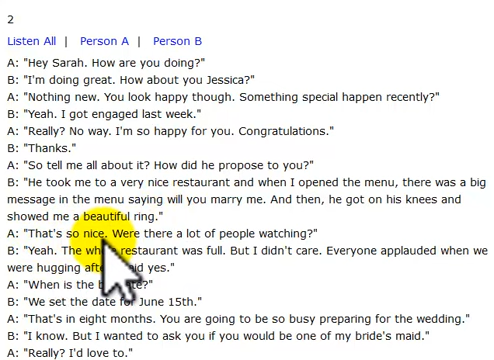 2
Listen All | Person A | Person B
A: "Hey Sarah. How are you doing?"
B: "I'm doing great. How about you Jessica?"
A: "Nothing new. You look happy though. Something special happen recently?"
B: "Yeah. I got engaged last week."
A: "Really? No way. I'm so happy for you. Congratulations."
B: "Thanks."
A: "So tell me all about it? How did he propose to you?"
B: "He took me to a very nice restaurant and when I opened the menu, there was a big
message in the menu saying will you marry me. And then, he got on his knees and
showed me a beautiful ring."
A: "That's so nice. Were there a lot of people watching?"
B: "Yeah. The whole restaurant was full. But I didn't care. Everyone applauded when we
were hugging after said yes."
A: "When is the date?"
B: "We set the date for June 15th."
A: "That's in eight months. You are going to be so busy preparing for the wedding."
B: "I know. But I wanted to ask you if you would be one of my bride's maid."
A: "Really? I'd love to."